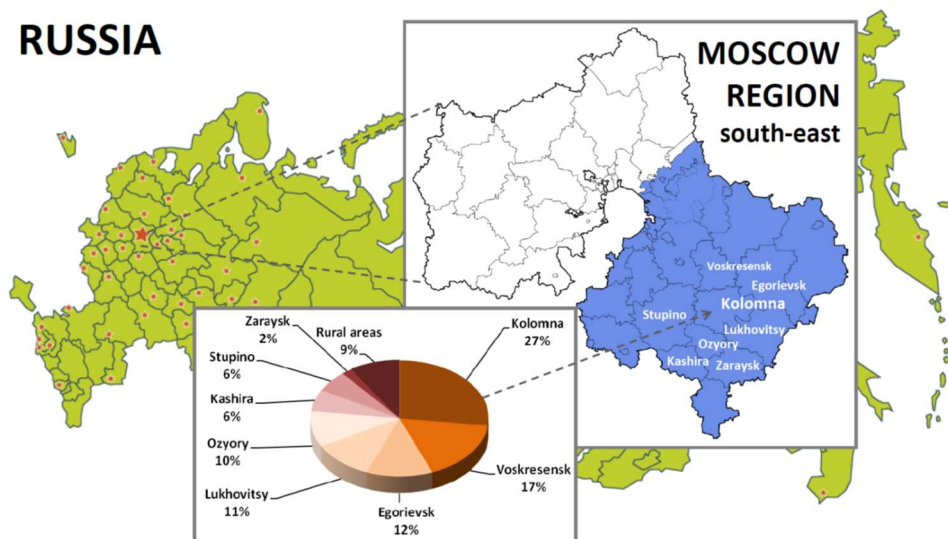 RUSSIA
MOSCOW
REGION
south-east
Voskresensk
Egorievsk
Kolomna
Stupino
Lukhovitsy
Ozyory
Kashira
Zaraysk
Zaraysk
2%
Rural areas
9%
Kolomna
27%
Stupino
6%
Kashira
6%
Ozyory
10%
Lukhovitsy
11%
Egorievsk
12%
Voskresensk
17%